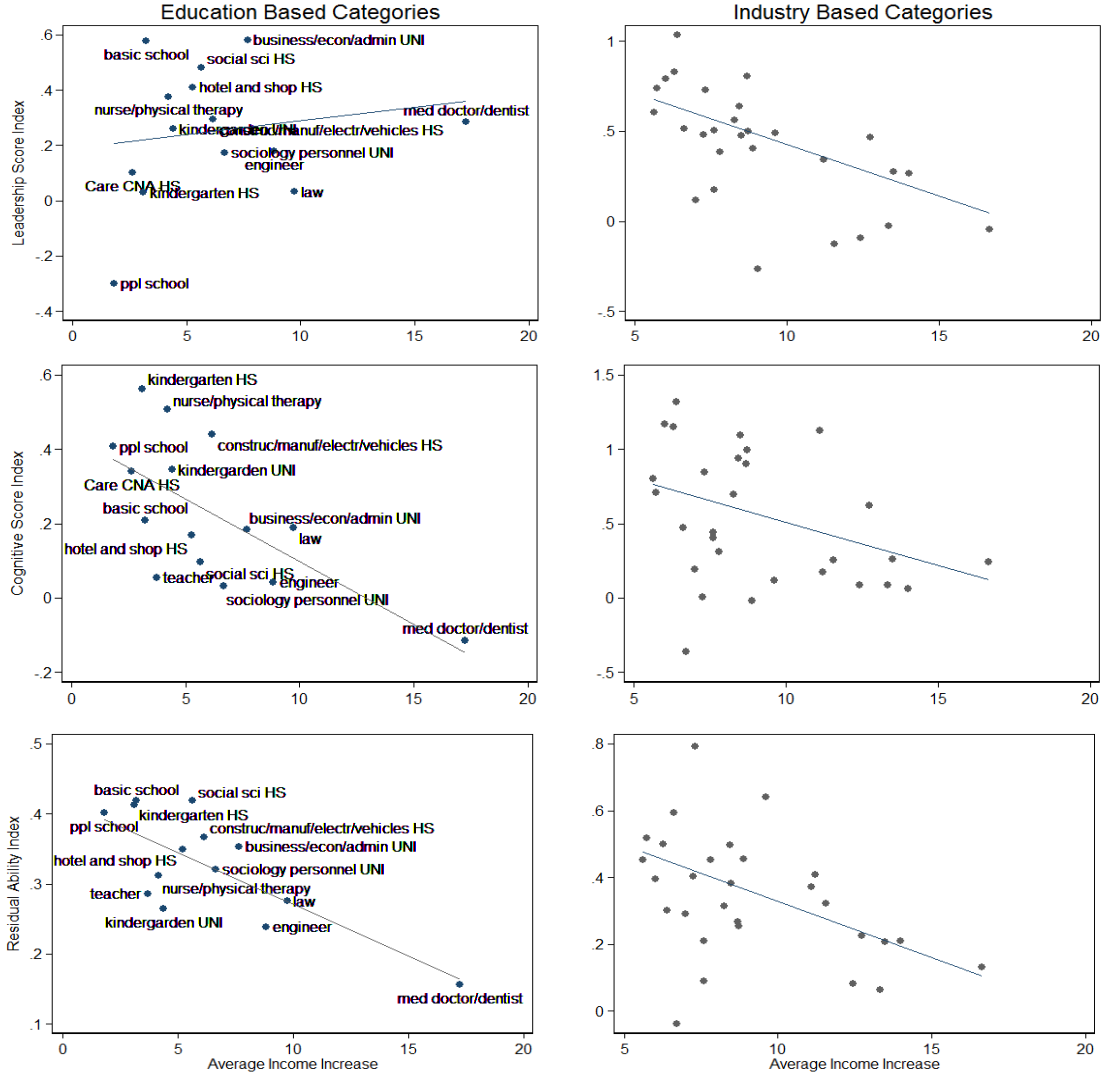 Education Based Categories
Industry Based Categories
Leadership Score Index
.6
.4
.2
0
-.2
-.4
business/econ/admin UNI
basic school
social sci HS
hotel and shop HS
nurse/physical therapy
med doctor/dentist
kindergarden UNI
construc/manuf/electr/vehicles HS
sociology personnel UNI
engineer
Care CNA HS
kindergarten HS
law
ppl school
0
5
10
15
20
1
.5
0
-.5
5
10
15
20
Cognitive Score Index
.6
.4
.2
0
-.2
kindergarten HS
nurse/physical therapy
construc/manuf/electr/vehicles HS
ppl school
kindergarden UNI
Care CNA HS
basic school
business/econ/admin UNI
law
hotel and shop HS
social sci HS
teacher
engineer
sociology personnel UNI
med doctor/dentist
0
5
10
15
20
1.5
1
.5
0
-.5
5
10
15
20
Residual Ability Index
.5
.4
.3
.2
.1
basic school
social sci HS
kindergarten HS
ppl school
construc/manuf/electr/vehicles HS
business/econ/admin UNI
hotel and shop HS
sociology personnel UNI
teacher
nurse/physical therapy
law
kindergarden UNI
engineer
med doctor/dentist
0
5
10
15
20
Average Income Increase
.8
.6
.4
.2
0
5
10
15
20
Average Income Increase